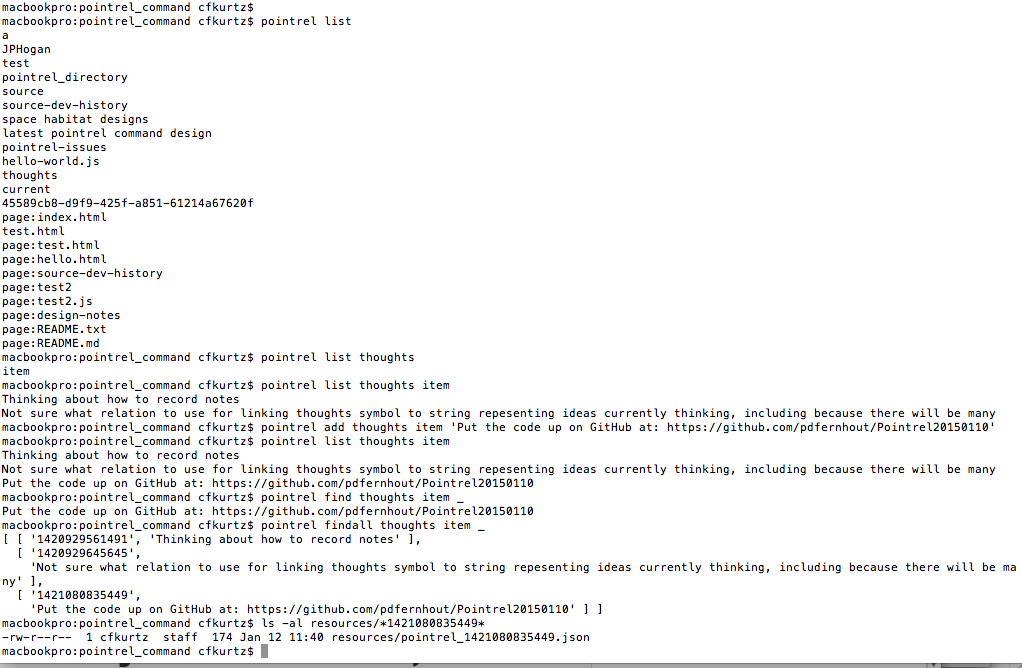 macbookpro:pointrel_command cfkurtz$
macbookpro:pointrel_command cfkurtz$ pointrel list
a
JPHogan
test
pointrel_directory
source
source-dev-history
space habitat designs
latest pointrel command design
pointrel-issues
hello-world.js
thoughts
current
45589cb8-d9f9-425f-a851-61214a67620f
page:index.html
test.html
page:test.html
page:hello.html
page:source-dev-history
page:test2
page:test2.js
page:design-notes
page:README.txt
page:README.md
macbookpro:pointrel_command cfkurtz$ pointrel list thoughts
item
macbookpro:pointrel_command cfkurtz$ pointrel list thoughts item
Thinking about how to record notes
Not sure what relation to use for linking thoughts symbol to string repesenting ideas currently thinking, including because there will be many
macbookpro:pointrel_command cfkurtz$ pointrel add thoughts item 'Put the code up on GitHub at: https://github.com/pdfernhout/Pointrel20150110'
macbookpro:pointrel_command cfkurtz$ pointrel list thoughts item
Thinking about how to record notes
Not sure what relation to use for linking thoughts symbol to string repesenting ideas currently thinking, including because there will be many
Put the code up on GitHub at: https://github.com/pdfernhout/Pointrel20150110
macbookpro:pointrel_command cfkurtz$ pointrel find thoughts item _
Put the code up on GitHub at: https://github.com/pdfernhout/Pointrel20150110
macbookpro:pointrel_command cfkurtz$ pointrel findall thoughts item _
[ [ '1420929561491', 'Thinking about how to record notes' ],
  [ '1420929645645',
    'Not sure what relation to use for linking thoughts symbol to string repesenting ideas currently thinking, including because there will be ma
ny' ],
  [ '1421080835449',
    'Put the code up on GitHub at: https://github.com/pdfernhout/Pointrel20150110' ] ]
macbookpro:pointrel_command cfkurtz$ ls -al resources/*1421080835449*
-rw-r--r--  1 cfkurtz  staff  174 Jan 12 11:40 resources/pointrel_1421080835449.json
macbookpro:pointrel_command cfkurtz$